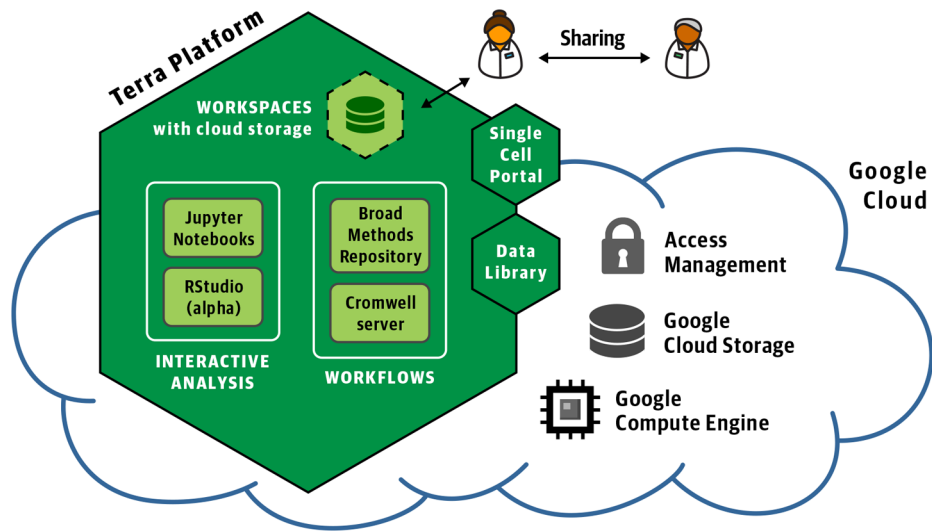 Terra Platform
Sharing
WORKSPACES
with cloud storage
Single
Cell
Portal
Google
Cloud
Jupyter
Notebooks
RStudio
(alpha)
INTERACTIVE
ANALYSIS
Broad
Methods
Repository
Cromwell
server
WORKFLOWS
Data
Library
Access
Management
Google
Cloud Storage
Google
Compute Engine